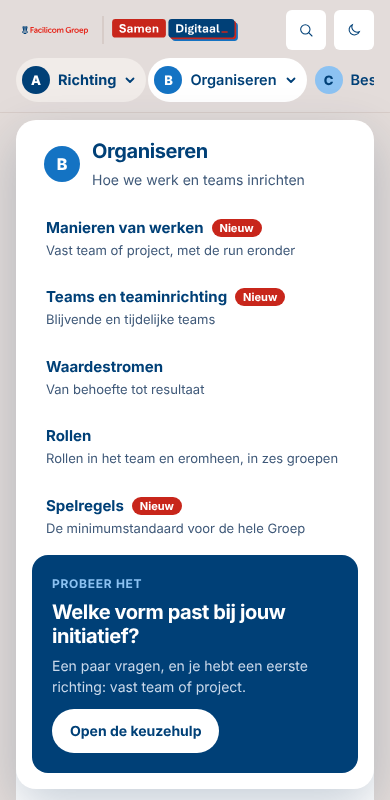 Facilicom Groep
Samen Digitaal
A Richting
B Organiseren
C Bes
B Organiseren
Hoe we werk en teams inrichten
Manieren van werken Nieuw
Vast team of project, met de run eronder
Teams en teaminrichting Nieuw
Blijvende en tijdelijke teams
Waardestromen
Van behoefte tot resultaat
Rollen
Rollen in het team en eromheen, in zes groepen
Spelregels Nieuw
De minimumstandaard voor de hele Groep
PROBEER HET
Welke vorm past bij jouw
initiatief?
Een paar vragen, en je hebt een eerste
richting: vast team of project.
Open de keuzehulp